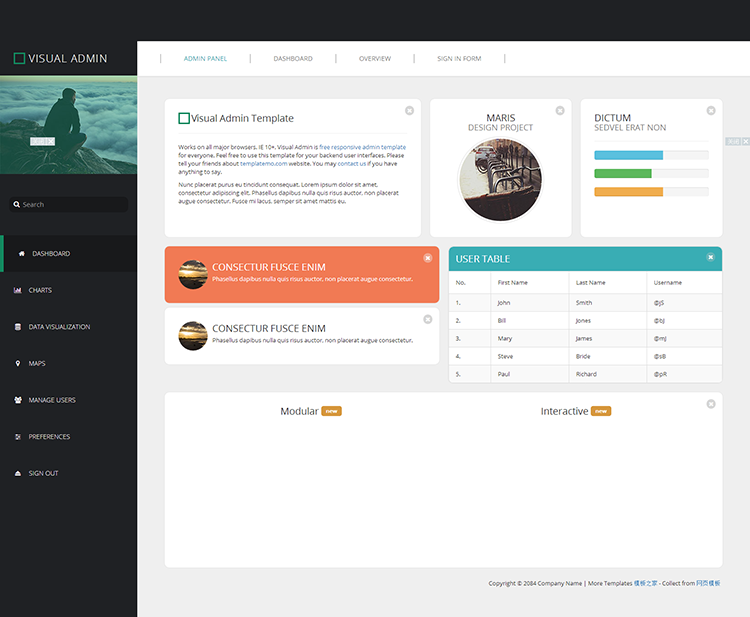 VISUAL ADMIN
ADMIN PANEL
DASHBOARD
OVERVIEW
SIGN IN FORM
Search
DASHBOARD
CHARTS
DATA VISUALIZATION
MAPS
MANAGE USERS
PREFERENCES
SIGN OUT
Visual Admin Template
Works on all major browsers. IE 10+. Visual Admin is free responsive admin template
for everyone. Feel free to use this template for your backend user interfaces. Please
tell your friends about templatemo.com website. You may contact us if you have
anything to say.
Nunc placerat purus eu tincidunt consequat. Lorem ipsum dolor sit amet,
consectetur adipiscing elit. Phasellus dapibus nulla quis risus auctor, non placerat
augue consectetur. Fusce mi lacus, semper sit amet mattis eu.
MARIS
DESIGN PROJECT
DICTUM
SEDVEL ERAT NON
CONSECTUR FUSCE ENIM
Phasellus dapibus nulla quis risus auctor, non placerat augue consectetur.
CONSECTUR FUSCE ENIM
Phasellus dapibus nulla quis risus auctor, non placerat augue consectetur.
USER TABLE
No. First Name Last Name Username
1. John Smith @jS
2. Bill Jones @bJ
3. Mary James @mJ
4. Steve Bride @sB
5. Paul Richard @pR
Modular new
Interactive new
Copyright © 2084 Company Name | More Templates 模板之家 - Collect from 网页模板